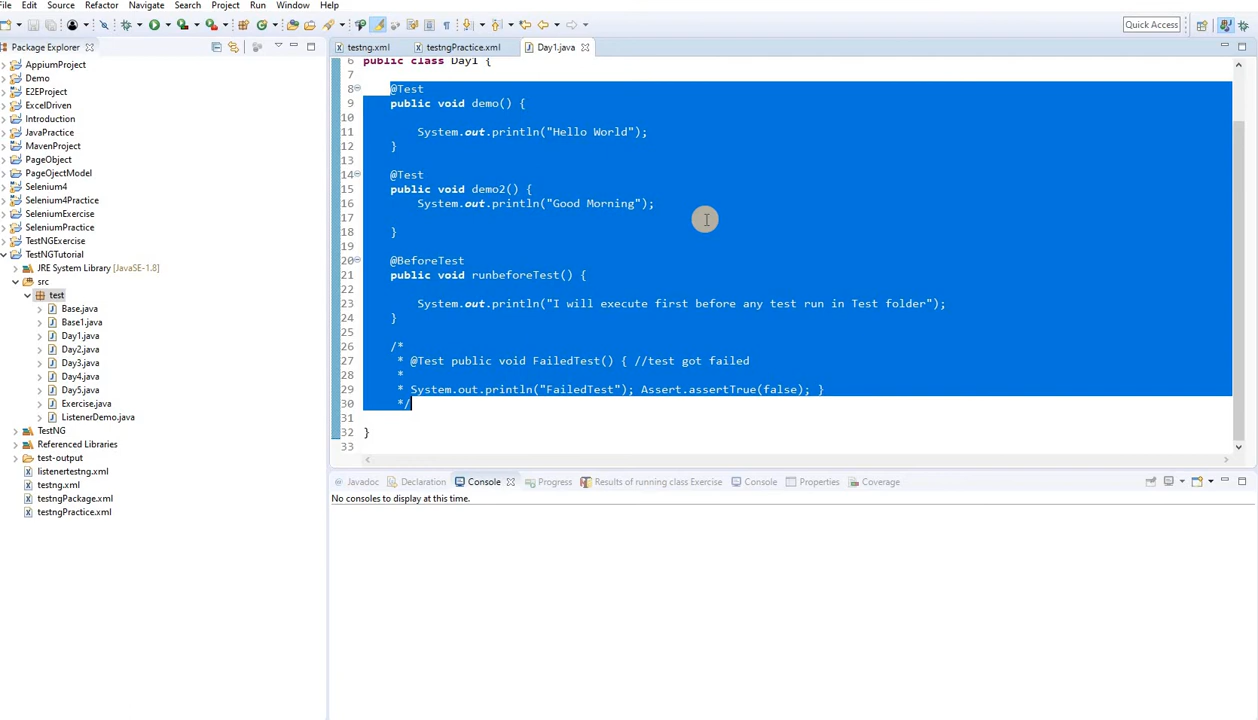 File Edit Source Refactor Navigate Search Project Run Window Help
Quick Access
Package Explorer
AppiumProject
Demo
E2EProject
ExcelDriven
Introduction
JavaPractice
MavenProject
PageObject
PageOjectModel
Selenium4
Selenium4Practice
SeleniumExercise
SeleniumPractice
TestNGExercise
TestNGTutorial
JRE System Library [JavaSE-1.8]
src
test
Base.java
Base1.java
Day1.java
Day2.java
Day3.java
Day4.java
Day5.java
Exercise.java
ListenerDemo.java
TestNG
Referenced Libraries
test-output
listenertestng.xml
testng.xml
testngPackage.xml
testngPractice.xml
testng.xml testngPractice.xml Day1.java
6 public class Day1 {
7
8 @Test
9 public void demo() {
10
11 System.out.println("Hello World");
12 }
13
14 @Test
15 public void demo2() {
16 System.out.println("Good Morning");
17
18 }
19
20 @BeforeTest
21 public void runbeforeTest() {
22
23 System.out.println("I will execute first before any test run in Test folder");
24 }
25
26 /*
27 * @Test public void FailedTest() { //test got failed
28 *
29 * System.out.println("FailedTest"); Assert.assertTrue(false); }
30 */
31
32 }
33
Javadoc Declaration Console Progress Results of running class Exercise Console Properties Coverage
No consoles to display at this time.